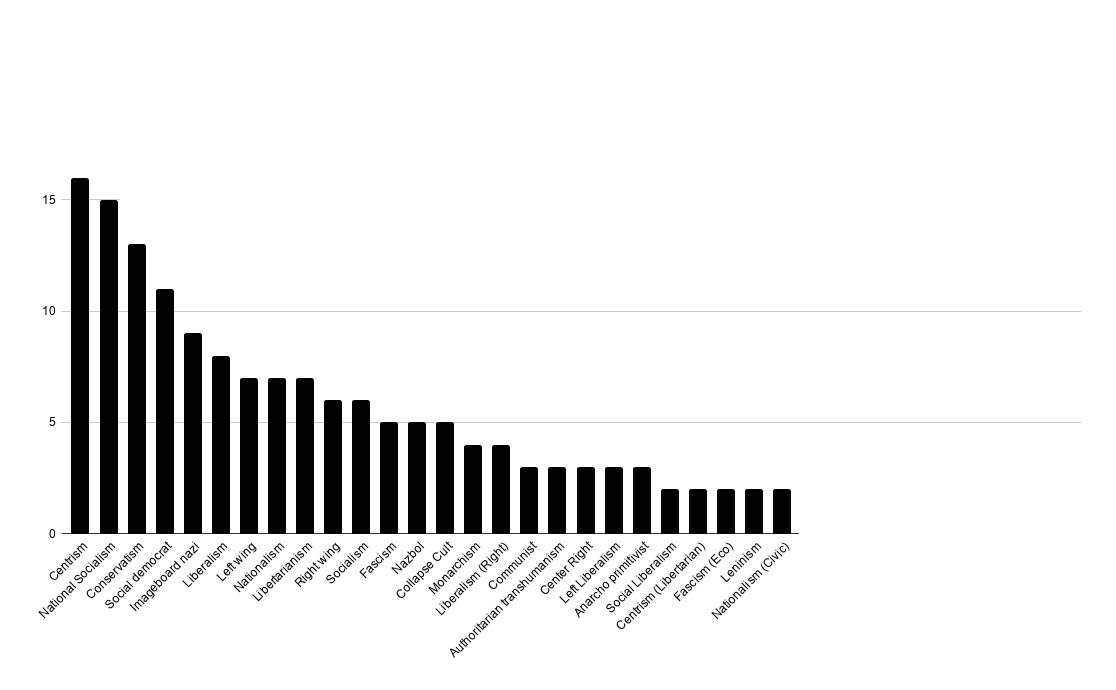 15
10
5
0
Centrism
National Socialism
Conservatism
Social democrat
Imageboard nazi
Liberalism
Left wing
Nationalism
Libertarianism
Right wing
Socialism
Fascism
Nazbol
Collapse Cult
Monarchism
Liberalism (Right)
Communist
Authoritarian transhumanism
Center Right
Left Liberalism
Anarcho primitivist
Social Liberalism
Centrism (Libertarian)
Fascism (Eco)
Leninism
Nationalism (Civic)